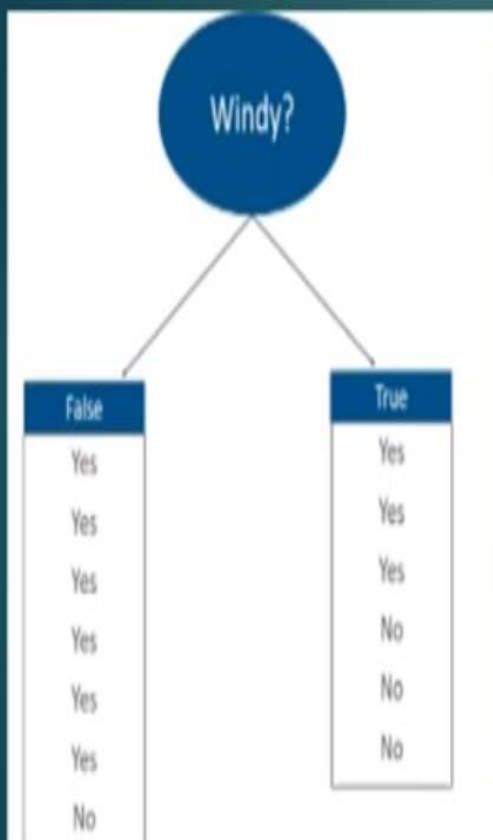 Windy?
False
Yes
Yes
Yes
Yes
Yes
Yes
No
True
Yes
Yes
Yes
No
No
No